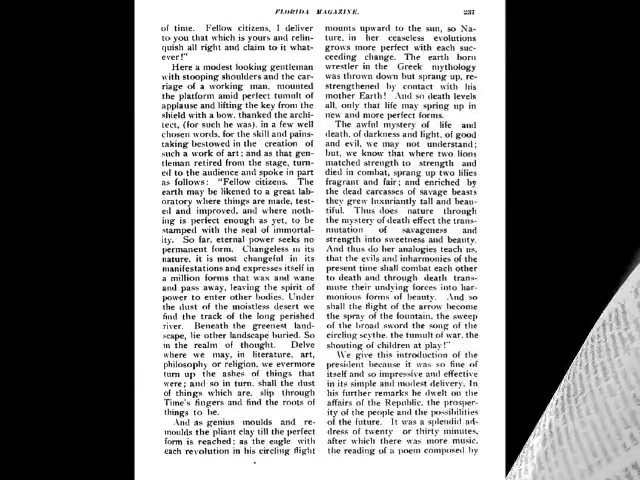 FLORIDA MAGAZINE.
237
of time. Fellow citizens, I deliver
to you that which is yours and relin-
quish all right and claim to it what-
ever!"
Here a modest looking gentleman
with stooping shoulders and the car-
riage of a working man, mounted
the platform amid perfect tumult of
applause and lifting the key from the
shield with a bow, thanked the archi-
tect, (for such he was), in a few well
chosen words, for the skill and pains-
taking bestowed in the creation of
such a work of art; and as that gen-
tleman retired from the stage, turn-
ed to the audience and spoke in part
as follows: "Fellow citizens. The
earth may be likened to a great lab-
oratory where things are made, test-
ed and improved, and where noth-
ing is perfect enough as yet, to be
stamped with the seal of immortal-
ity. So far, eternal power seeks no
permanent form. Changeless in its
nature, it is most changeful in its
manifestations and expresses itself in
a million forms that wax and wane
and pass away, leaving the spirit of
power to enter other bodies. Under
the dust of the moistless desert we
find the track of the long perished
river. Beneath the greenest land-
scape, lie other landscape buried. So
in the realm of thought. Delve
where we may, in literature, art,
philosophy or religion, we evermore
turn up the ashes of things that
were; and so in turn, shall the dust
of things which are, slip through
Time's fingers and find the roots of
things to be.
And as genius moulds and re-
moulds the pliant clay till the perfect
form is reached; as the eagle with
each revolution in his circling flight
mounts upward to the sun, so Na-
ture, in her ceaseless evolutions
grows more perfect with each suc-
ceeding change. The earth born
wrestler in the Greek mythology
was thrown down but sprang up, re-
strengthened by contact with his
mother Earth! And so death levels
all, only that life may spring up in
new and more perfect forms.
The awful mystery of life and
death, of darkness and light, of good
and evil, we may not understand;
but, we know that where two lions
matched strength to strength and
died in combat, sprang up two lilies
fragrant and fair; and enriched by
the dead carcasses of savage beasts
they grew luxuriantly tall and beau-
tiful. Thus does nature through
the mystery of death effect the trans-
mutation of savageness and
strength into sweetness and beauty.
And thus do her analogies teach us,
that the evils and inharmonies of the
present time shall combat each other
to death and through death trans-
mute their undying forces into har-
monious forms of beauty. And so
shall the flight of the arrow become
the spray of the fountain, the sweep
of the broad sword the song of the
circling scythe, the tumult of war, the
shouting of children at play!"
We give this introduction of the
president because it was so fine of
itself and so impressive and effective
in its simple and modest delivery. In
his further remarks he dwelt on the
affairs of the Republic, the prosper-
ity of the people and the possibilities
of the future. It was a splendid ad-
dress of twenty or thirty minutes,
after which there was more music,
the reading of a poem composed by